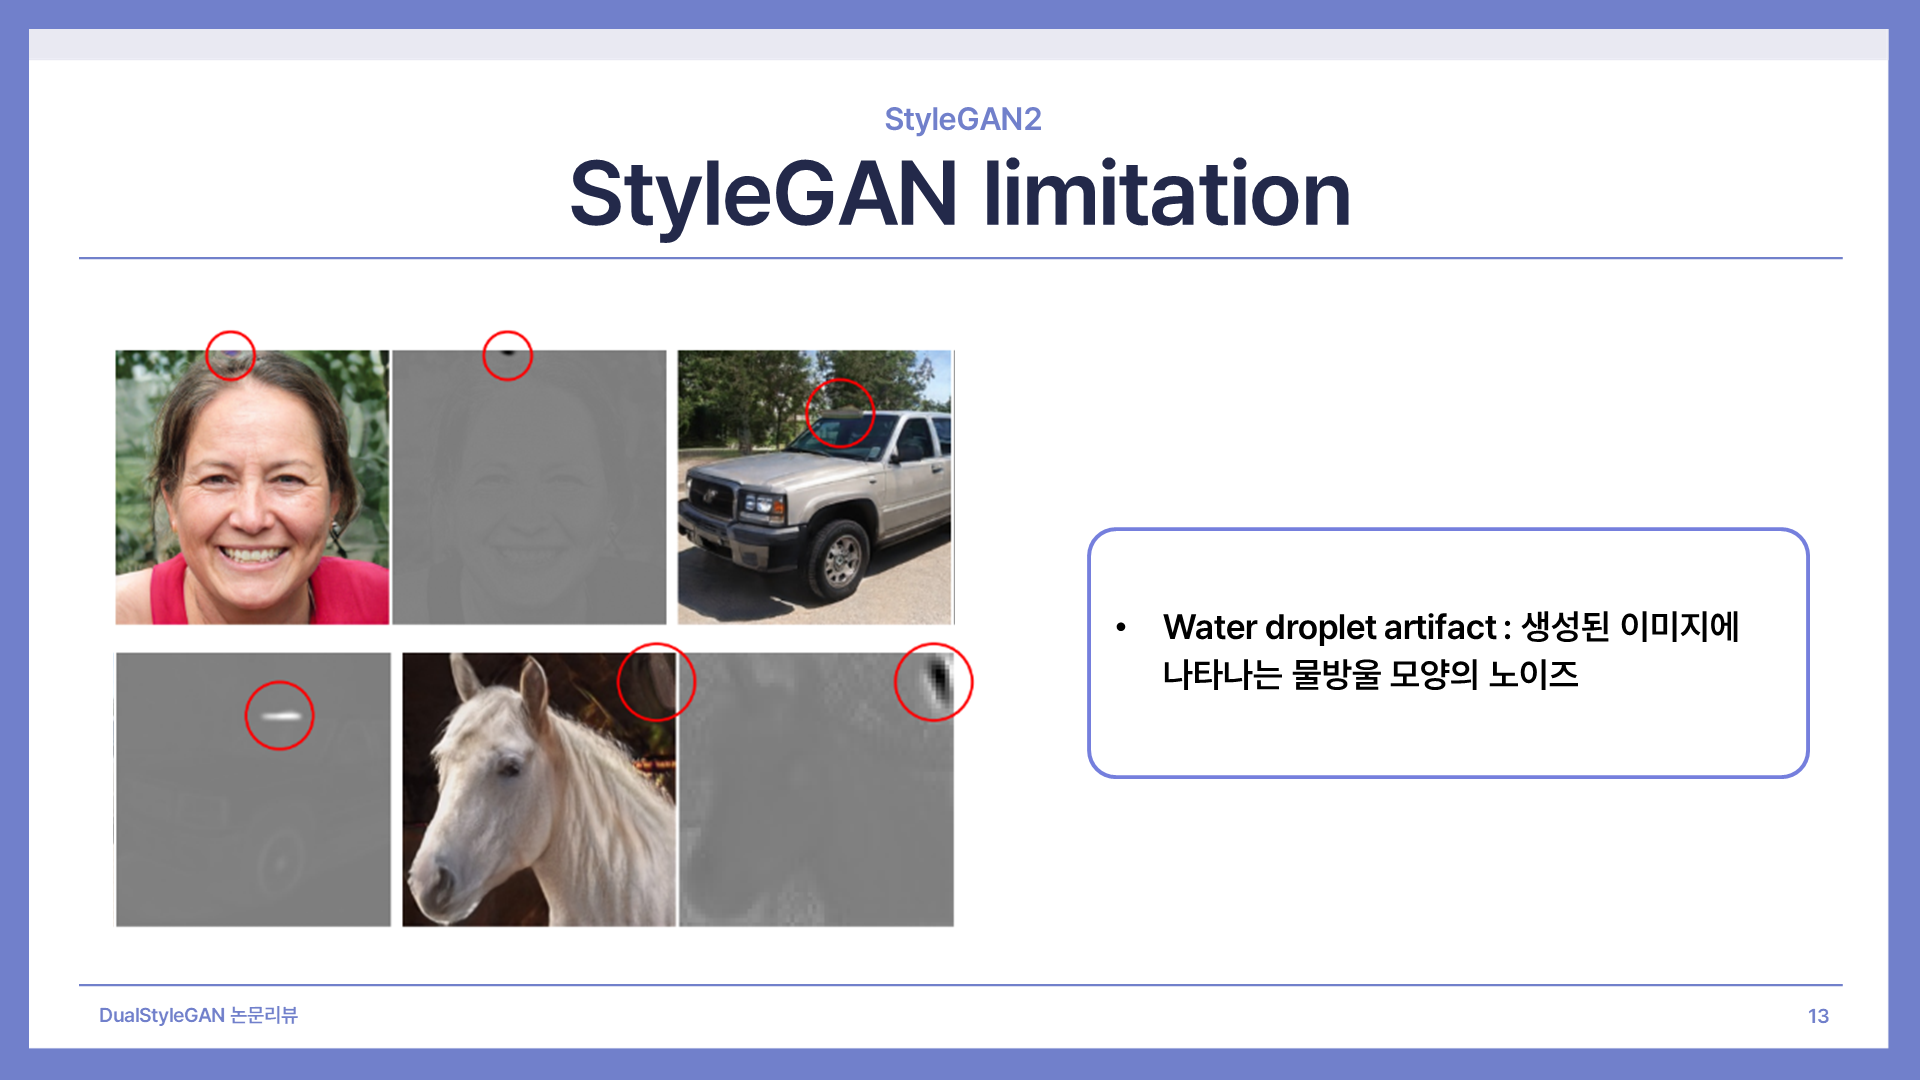 StyleGAN2
StyleGAN limitation
• Water droplet artifact : 생성된 이미지에
나타나는 물방울 모양의 노이즈
DualStyleGAN 논문리뷰
13